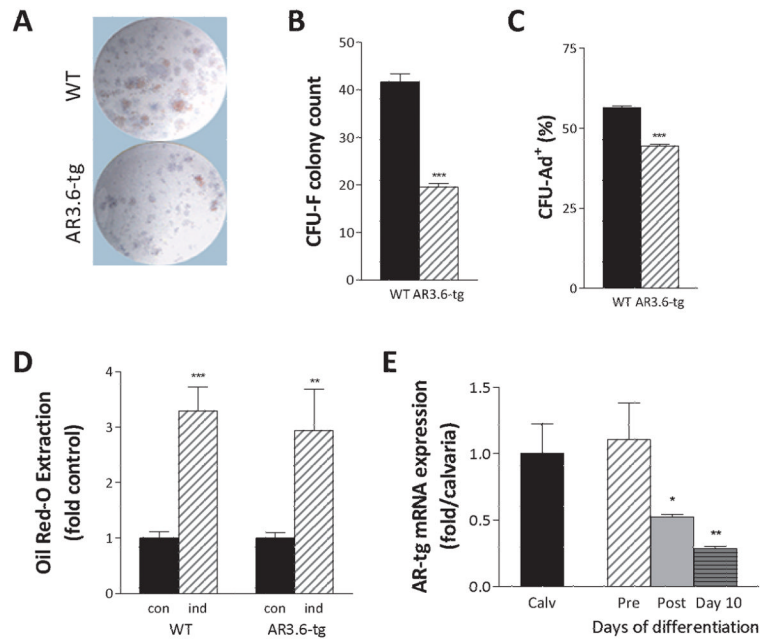 A
WT
AR3.6-tg
B
CFU-F colony count
50
40
30
20
10
0
***
WT AR3.6-tg
C
CFU-Ad+ (%)
75
50
25
0
***
WT AR3.6-tg
D
Oil Red-O Extraction
(fold control)
4
3
2
1
0
***
**
con ind con ind
WT AR3.6-tg
E
AR-tg mRNA expression
(fold/calvaria)
1.5
1.0
0.5
0.0
*
**
Calv Pre Post Day 10
Days of differentiation